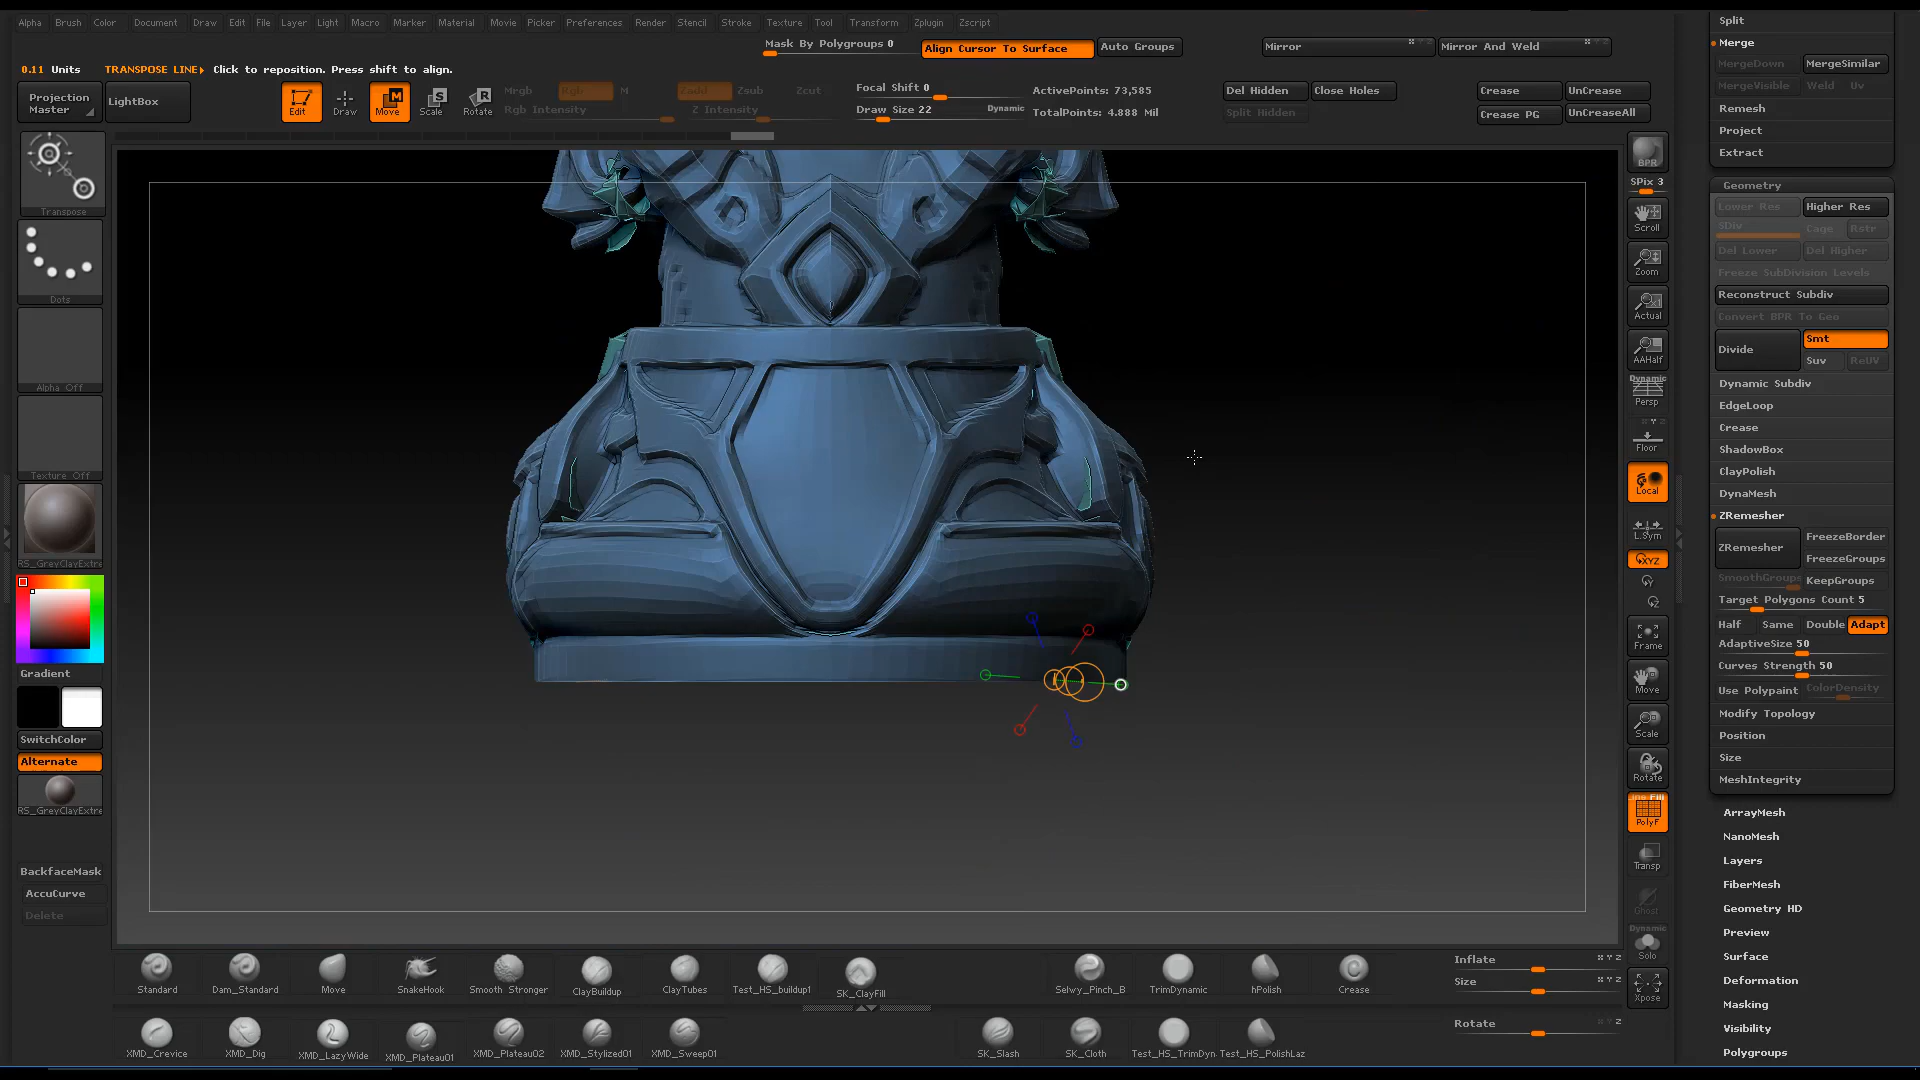 Alpha Brush Color Document Draw Edit File Layer Light Macro Marker Material Movie Picker Preferences Render Stencil Stroke Texture Tool Transform Zplugin Zscript
Mask By Polygroups 0 Align Cursor To Surface Auto Groups Mirror Mirror And Weld
0.11 Units TRANSPOSE LINE Click to reposition. Press shift to align.
Projection Master LightBox Edit Draw Move Scale Rotate
Mrgb Rgb M Zadd Zsub Zcut
Rgb Intensity Z Intensity
Focal Shift 0
Draw Size 22 Dynamic
ActivePoints: 73,585
TotalPoints: 4.888 Mil
Del Hidden Close Holes
Split Hidden
Crease UnCrease
Crease PG UnCreaseAll
Transpose
Dots
Alpha Off
Texture Off
RS_GreyClayExtre
Gradient
SwitchColor
Alternate
RS_GreyClayExtre
BackfaceMask
AccuCurve
Delete
BPR
SPix 3
Scroll
Zoom
Actual
AAHalf
Dynamic
Persp
Floor
Local
L.Sym
XYZ
Frame
Move
Scale
Rotate
Line Fill
PolyF
Transp
Ghost
Dynamic
Solo
Xpose
Split
Merge
MergeDown MergeSimilar
MergeVisible Weld Uv
Remesh
Project
Extract
Geometry
Lower Res Higher Res
SDiv Cage Rstr
Del Lower Del Higher
Freeze SubDivision Levels
Reconstruct Subdiv
Convert BPR To Geo
Divide Smt
Suv ReUV
Dynamic Subdiv
EdgeLoop
Crease
ShadowBox
ClayPolish
DynaMesh
ZRemesher
ZRemesher FreezeBorder
FreezeGroups
SmoothGroups KeepGroups
Target Polygons Count 5
Half Same Double Adapt
AdaptiveSize 50
Curves Strength 50
Use Polypaint ColorDensity
Modify Topology
Position
Size
MeshIntegrity
ArrayMesh
NanoMesh
Layers
FiberMesh
Geometry HD
Preview
Surface
Deformation
Masking
Visibility
Polygroups
Standard Dam_Standard Move SnakeHook Smooth Stronger ClayBuildup ClayTubes Test_HS_buildup1 SK_ClayFill Selwy_Pinch_B TrimDynamic hPolish Crease
Inflate
Size
XMD_Crevice XMD_Dig XMD_LazyWide XMD_Plateau01 XMD_Plateau02 XMD_Stylized01 XMD_Sweep01 SK_Slash SK_Cloth Test_HS_TrimDyn Test_HS_PolishLaz
Rotate